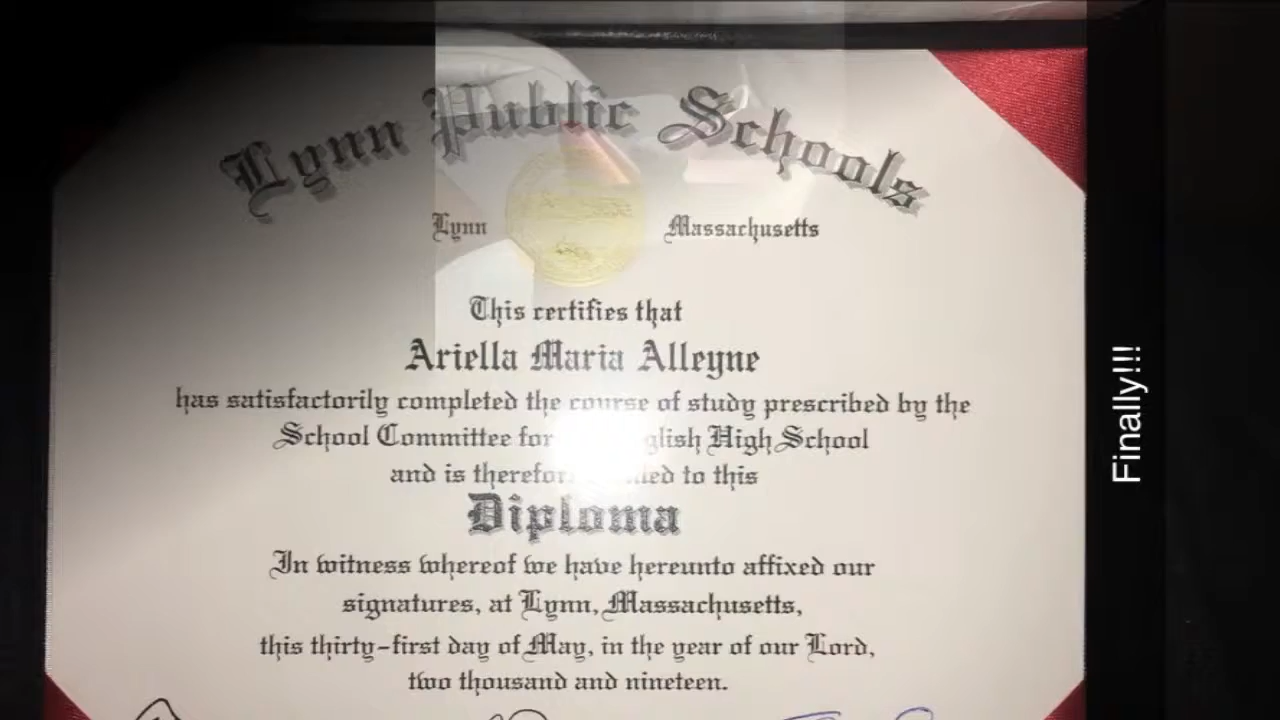 Lynn Public Schools
Lynn Massachusetts
This certifies that
Ariella Maria Alleyne
has satisfactorily completed the course of study prescribed by the
School Committee for glish High School
and is therefor led to this
Diploma
In witness whereof we have hereunto affixed our
signatures, at Lynn, Massachusetts,
this thirty-first day of May, in the year of our Lord,
two thousand and nineteen.
Finally!!!